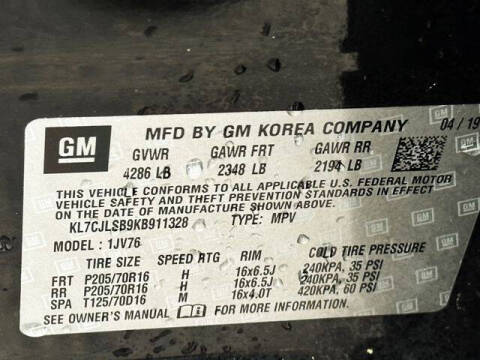 GM MFD BY GM KOREA COMPANY 04 / 19
GVWR GAWR FRT GAWR RR
4286 LB 2348 LB 2194 LB
THIS VEHICLE CONFORMS TO ALL APPLICABLE U.S. FEDERAL MOTOR
VEHICLE SAFETY AND THEFT PREVENTION STANDARDS IN EFFECT
ON THE DATE OF MANUFACTURE SHOWN ABOVE.
KL7CJLSB9KB911328 TYPE: MPV
MODEL: 1JV76
TIRE SIZE SPEED RTG RIM COLD TIRE PRESSURE
FRT P205/70R16 H 16x6.5J 240KPA, 35 PSI
RR P205/70R16 H 16x6.5J 240KPA, 35 PSI
SPA T125/70D16 M 16x4.0T 420KPA, 60 PSI
SEE OWNER'S MANUAL FOR MORE INFORMATION